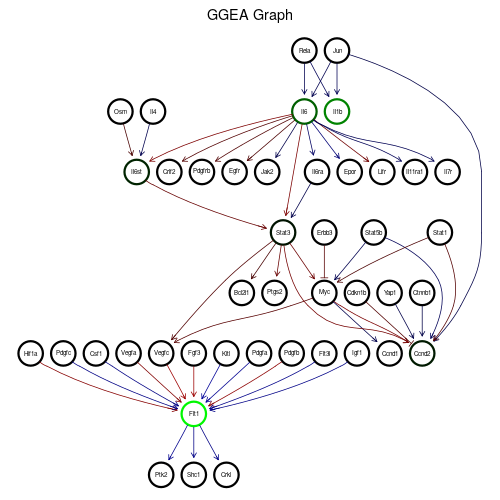 GGEA Graph
Rela Jun
Osm Il4 Il6 Il1b
Il6st Crlf2 Pdgfrb Egfr Jak2 Il6ra Epor Lifr Il11ra1 Il7r
Stat3 Erbb3 Stat5b Stat1
Bcl2l1 Ptgs2 Myc Cdkn1b Yap1 Ctnnb1
Hif1a Pdgfc Csf1 Vegfa Vegfc Fgf3 Kitl Pdgfa Pdgfb Flt3l Igf1 Ccnd1 Ccnd2
Flt1
Ptk2 Shc1 Crkl